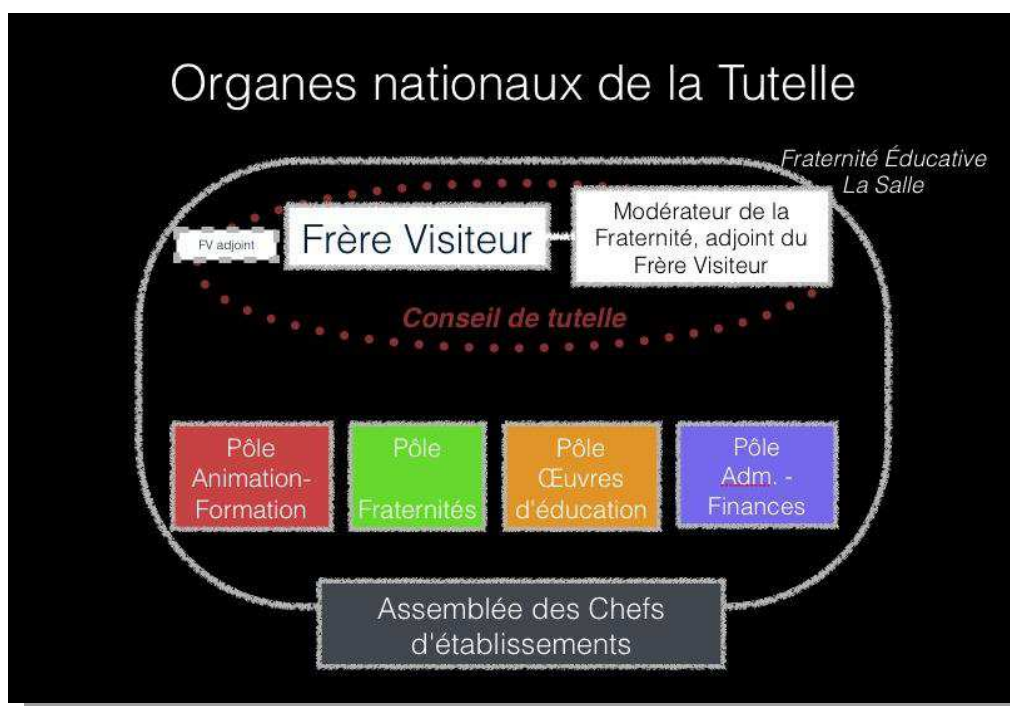 Organes nationaux de la Tutelle
Fraternité Éducative
La Salle
FV adjoint
Frère Visiteur
Modérateur de la
Fraternité, adjoint du
Frère Visiteur
Conseil de tutelle
Pôle
Animation-
Formation
Pôle
Fraternités
Pôle
Œuvres
d'éducation
Pôle
Adm. -
Finances
Assemblée des Chefs
d'établissements